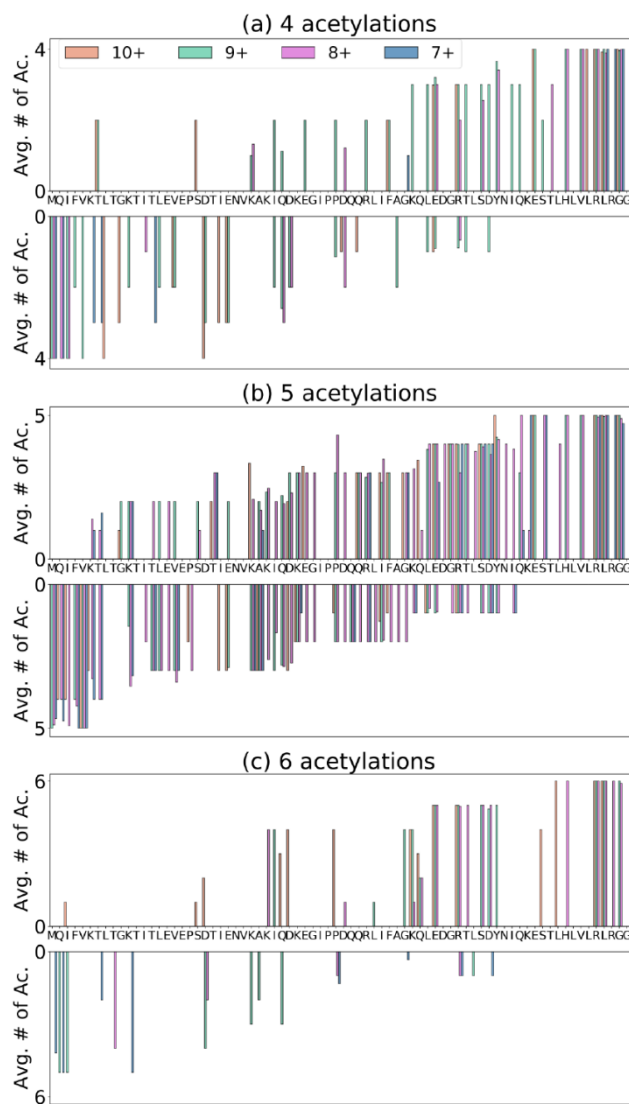 (a) 4 acetylations
4
10+ 9+ 8+ 7+
Avg. # of Ac.
0
MQIFVKTLTGKTITLEVEPSDTIENVKAKIQDKEGIPPDQQRLIFAGKQLEDGRTLSDYNIQKESTLHLVLRLRGG
0
Avg. # of Ac.
4
(b) 5 acetylations
5
Avg. # of Ac.
0
MQIFVKTLTGKTITLEVEPSDTIENVKAKIQDKEGIPPDQQRLIFAGKQLEDGRTLSDYNIQKESTLHLVLRLRGG
0
Avg. # of Ac.
5
(c) 6 acetylations
6
Avg. # of Ac.
0
MQIFVKTLTGKTITLEVEPSDTIENVKAKIQDKEGIPPDQQRLIFAGKQLEDGRTLSDYNIQKESTLHLVLRLRGG
0
Avg. # of Ac.
6